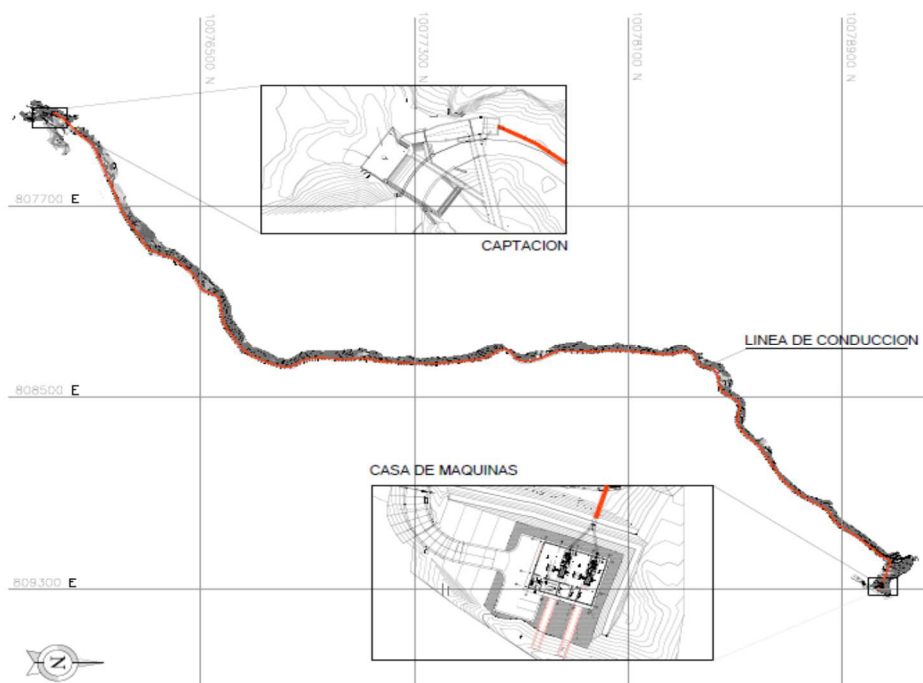 10076500 N
10077300 N
10078100 N
10078900 N
807700 E
CAPTACION
LINEA DE CONDUCCION
808500 E
CASA DE MAQUINAS
809300 E
N